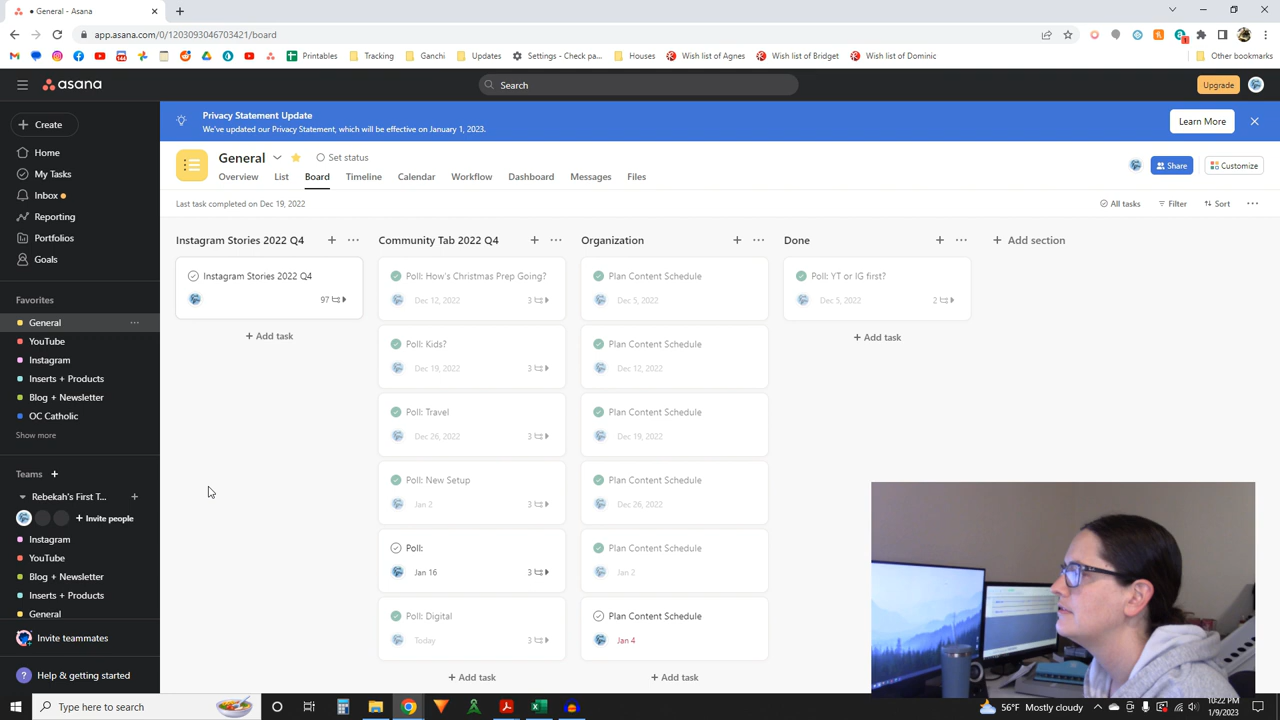 General - Asana
app.asana.com/0/1203093046703421/board
Printables
Tracking
Ganchi
Updates
Settings - Check pa...
Houses
Wish list of Agnes
Wish list of Bridget
Wish list of Dominic
Other bookmarks
asana
Search
Upgrade
Create
Privacy Statement Update
We've updated our Privacy Statement, which will be effective on January 1, 2023.
Learn More
Home
My Tasks
Inbox
Reporting
Portfolios
Goals
General
Set status
Share
Customize
Overview
List
Board
Timeline
Calendar
Workflow
Dashboard
Messages
Files
Last task completed on Dec 19, 2022
All tasks
Filter
Sort
Favorites
General
YouTube
Instagram
Inserts + Products
Blog + Newsletter
OC Catholic
Show more
Teams
Rebekah's First T...
Invite people
Instagram
YouTube
Blog + Newsletter
Inserts + Products
General
Invite teammates
Help & getting started
Instagram Stories 2022 Q4
Instagram Stories 2022 Q4
97
+ Add task
Community Tab 2022 Q4
Poll: How's Christmas Prep Going?
Dec 12, 2022
3
Poll: Kids?
Dec 19, 2022
3
Poll: Travel
Dec 26, 2022
3
Poll: New Setup
Jan 2
3
Poll:
Jan 16
3
Poll: Digital
Today
3
+ Add task
Organization
Plan Content Schedule
Dec 5, 2022
Plan Content Schedule
Dec 12, 2022
Plan Content Schedule
Dec 19, 2022
Plan Content Schedule
Dec 26, 2022
Plan Content Schedule
Jan 2
Plan Content Schedule
Jan 4
+ Add task
Done
Poll: YT or IG first?
Dec 5, 2022
2
+ Add task
+ Add section
Type here to search
56°F Mostly cloudy
10:22 PM
1/9/2023